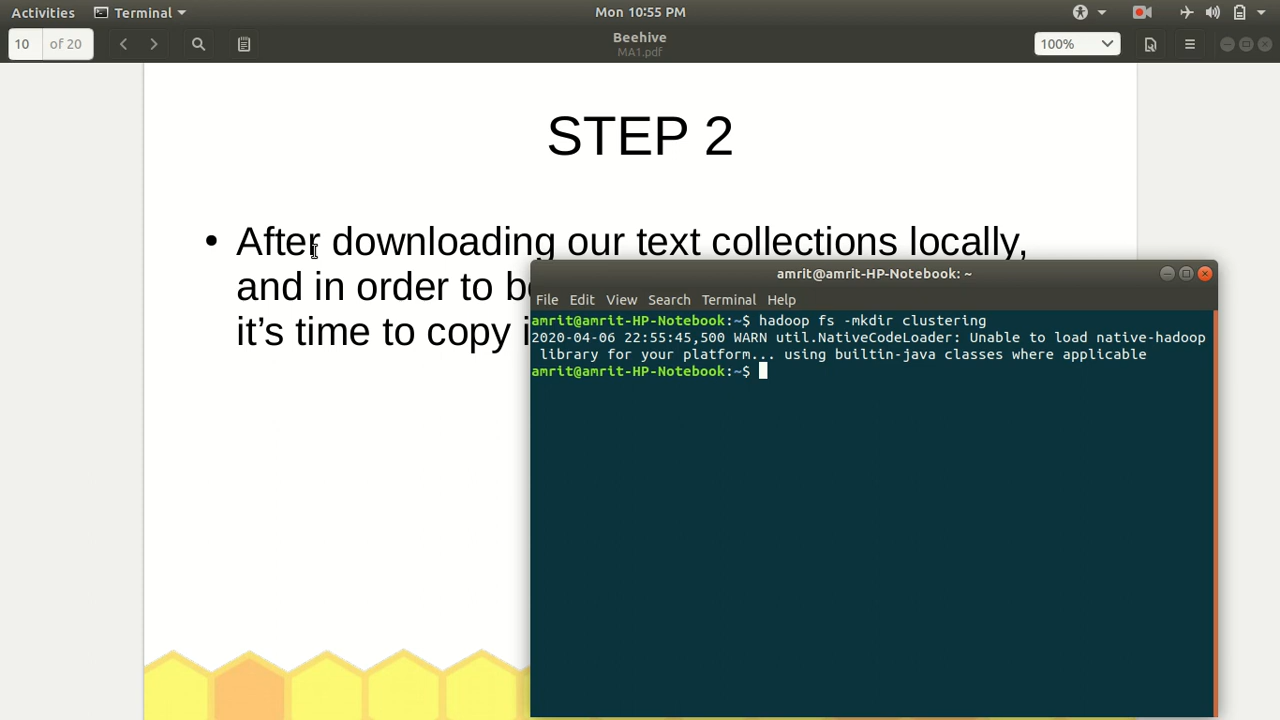 Activities Terminal Mon 10:55 PM
10 of 20 Beehive 100%
MA1.pdf
STEP 2
• After downloading our text collections locally,
and in order to
it’s time to copy
amrit@amrit-HP-Notebook: ~
File Edit View Search Terminal Help
amrit@amrit-HP-Notebook:~$ hadoop fs -mkdir clustering
2020-04-06 22:55:45,500 WARN util.NativeCodeLoader: Unable to load native-hadoop
library for your platform... using builtin-java classes where applicable
amrit@amrit-HP-Notebook:~$